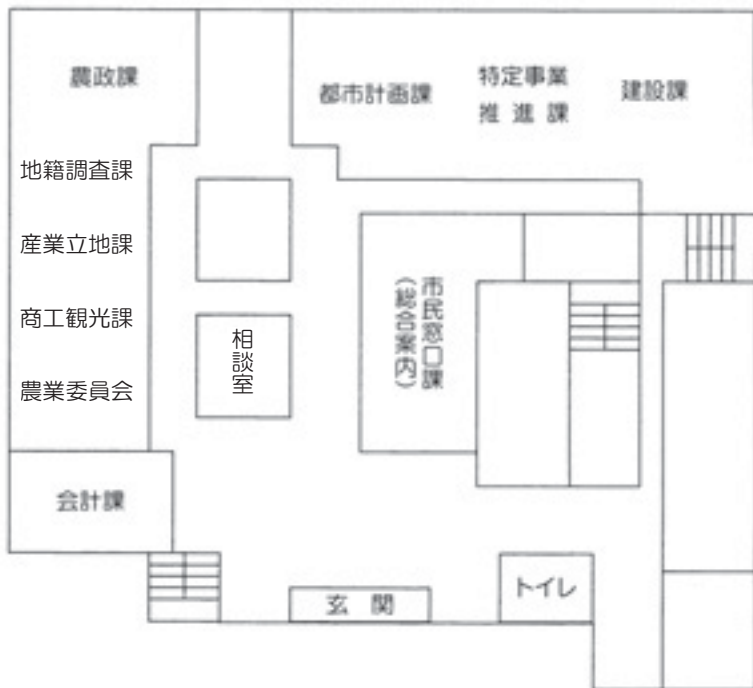 農政課
都市計画課
特定事業
推進課
建設課
地籍調査課
産業立地課
商工観光課
農業委員会
相談室
市民窓口課
(総合案内)
会計課
玄関
トイレ